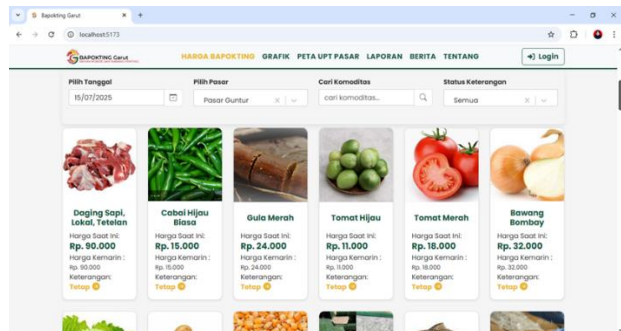 Bapokting Garut
localhost:5173
BAPOKTING Garut
HARGA BAPOKTING GRAFIK PETA UPT PASAR LAPORAN BERITA TENTANG
Login
Pilih Tanggal Pilih Pasar Cari Komoditas Status Keterangan
15/07/2025 Pasar Guntur cari komoditas... Semua
Daging Sapi, Lokal, Tetelan
Harga Saat Ini:
Rp. 90.000
Harga Kemarin :
Rp. 90.000
Keterangan:
Tetap
Cabai Hijau Biasa
Harga Saat Ini:
Rp. 15.000
Harga Kemarin :
Rp. 15.000
Keterangan:
Tetap
Gula Merah
Harga Saat Ini:
Rp. 24.000
Harga Kemarin :
Rp. 24.000
Keterangan:
Tetap
Tomat Hijau
Harga Saat Ini:
Rp. 11.000
Harga Kemarin :
Rp. 11.000
Keterangan:
Tetap
Tomat Merah
Harga Saat Ini:
Rp. 18.000
Harga Kemarin :
Rp. 18.000
Keterangan:
Tetap
Bawang Bombay
Harga Saat Ini:
Rp. 32.000
Harga Kemarin :
Rp. 32.000
Keterangan:
Tetap